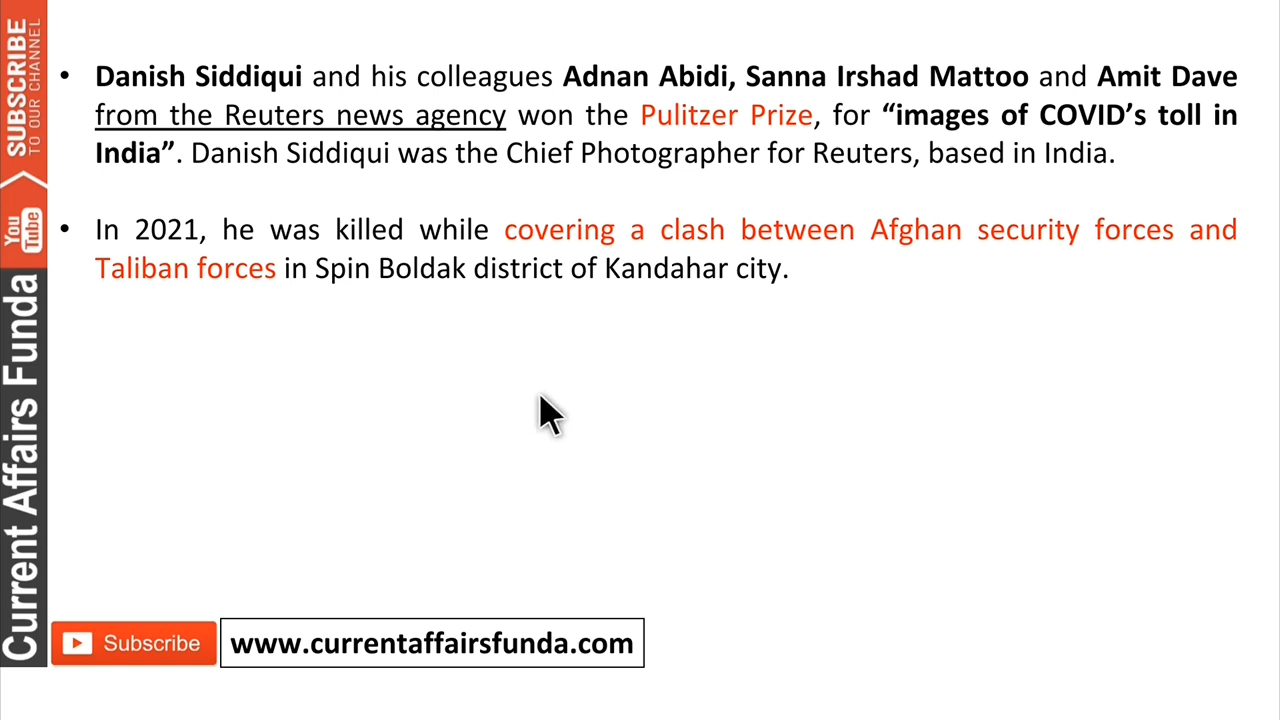 SUBSCRIBE
TO OUR CHANNEL
You
Tube
Current Affairs Funda
• Danish Siddiqui and his colleagues Adnan Abidi, Sanna Irshad Mattoo and Amit Dave
from the Reuters news agency won the Pulitzer Prize, for “images of COVID’s toll in
India”. Danish Siddiqui was the Chief Photographer for Reuters, based in India.
• In 2021, he was killed while covering a clash between Afghan security forces and
Taliban forces in Spin Boldak district of Kandahar city.
Subscribe
www.currentaffairsfunda.com